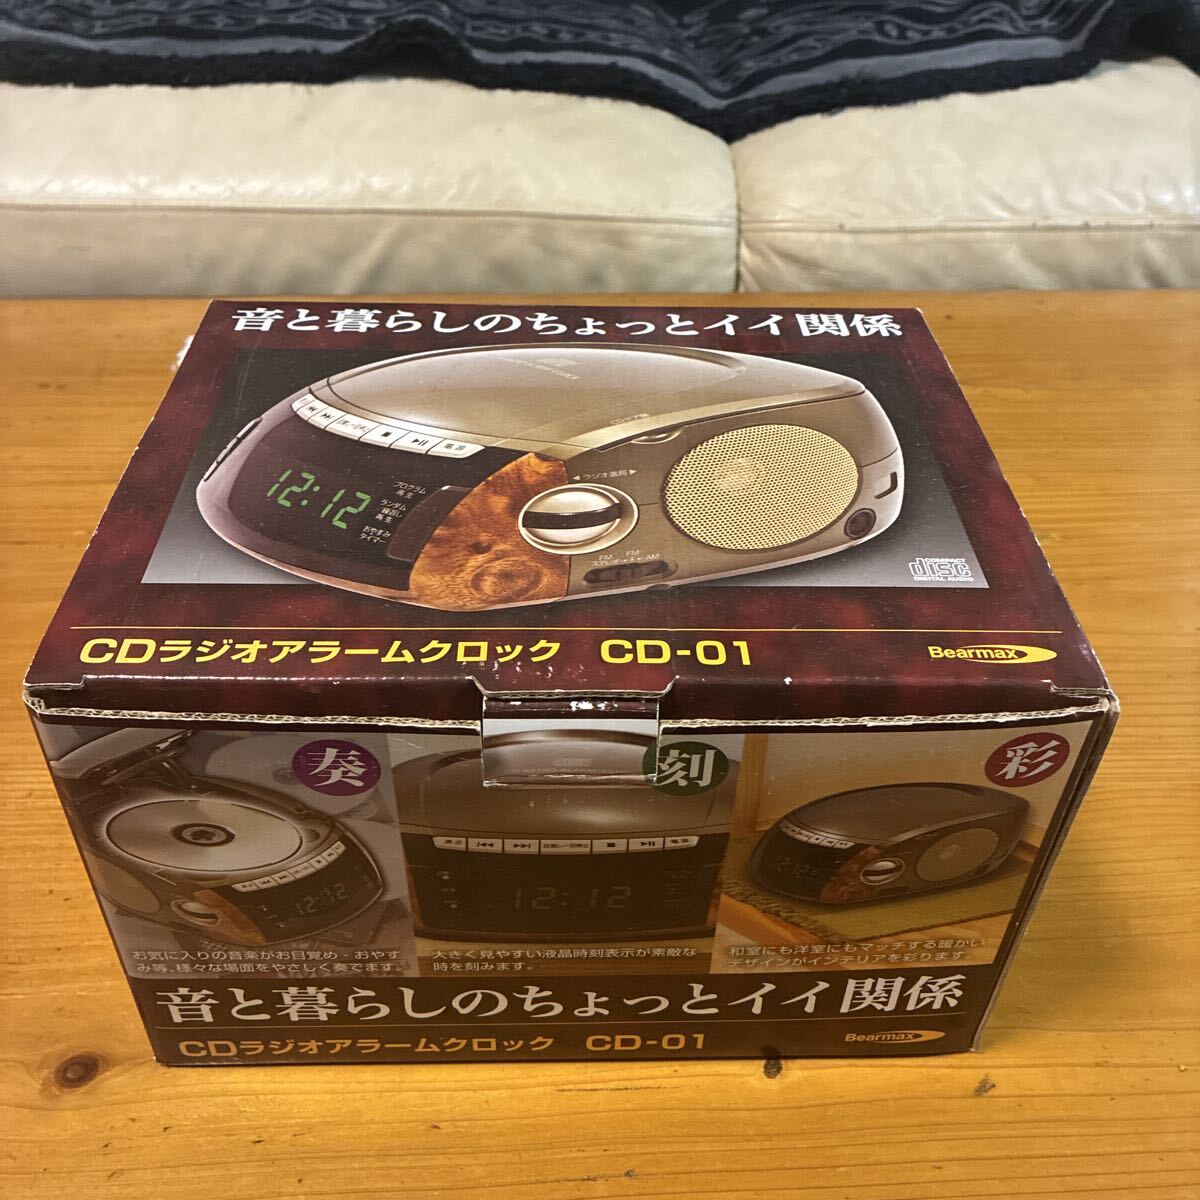 音と暮らしのちょっとイイ関係
12:12
プログラム
再生
ランダム
繰返し
再生
おやすみ
タイマー
◀ラジオ選局▶
FM
ステレオ
FM
AM
COMPACT
disc
DIGITAL AUDIO
CDラジオアラームクロック CD-01
Bearmax
奏
刻
彩
12:12
12:12
12:12
お気に入りの音楽がお目覚め・おやす
み等、様々な場面をやさしく奏でます。
大きく見やすい液晶時刻表示が素敵な
時を刻みます。
和室にも洋室にもマッチする暖かい
デザインがインテリアを彩ります。
音と暮らしのちょっとイイ関係
CDラジオアラームクロック CD-01
Bearmax